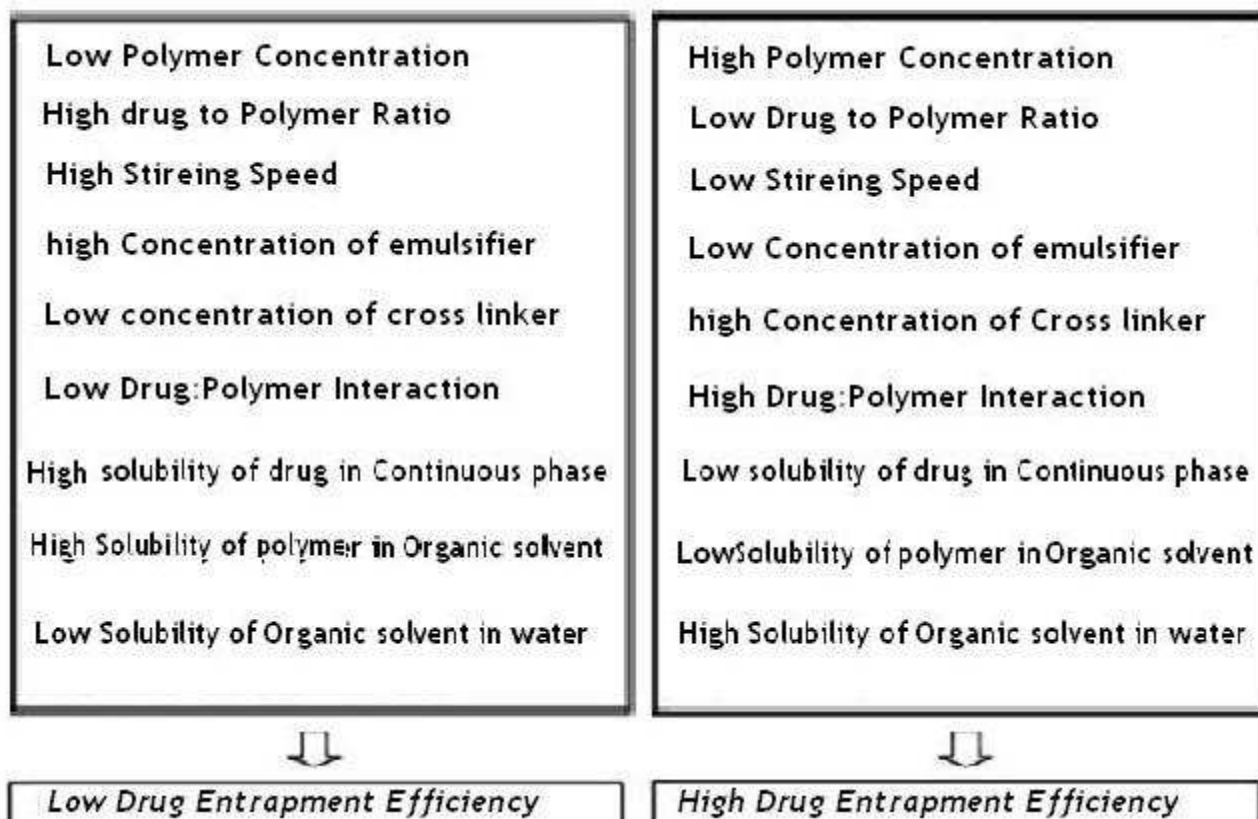 Low Polymer Concentration
High drug to Polymer Ratio
High Stireing Speed
high Concentration of emulsifier
Low concentration of cross linker
Low Drug:Polymer Interaction
High solubility of drug in Continuous phase
High Solubility of polymer in Organic solvent
Low Solubility of Organic solvent in water
Low Drug Entrapment Efficiency
High Polymer Concentration
Low Drug to Polymer Ratio
Low Stireing Speed
Low Concentration of emulsifier
high Concentration of Cross linker
High Drug:Polymer Interaction
Low solubility of drug in Continuous phase
LowSolubility of polymer in Organic solvent
High Solubility of Organic solvent in water
High Drug Entrapment Efficiency